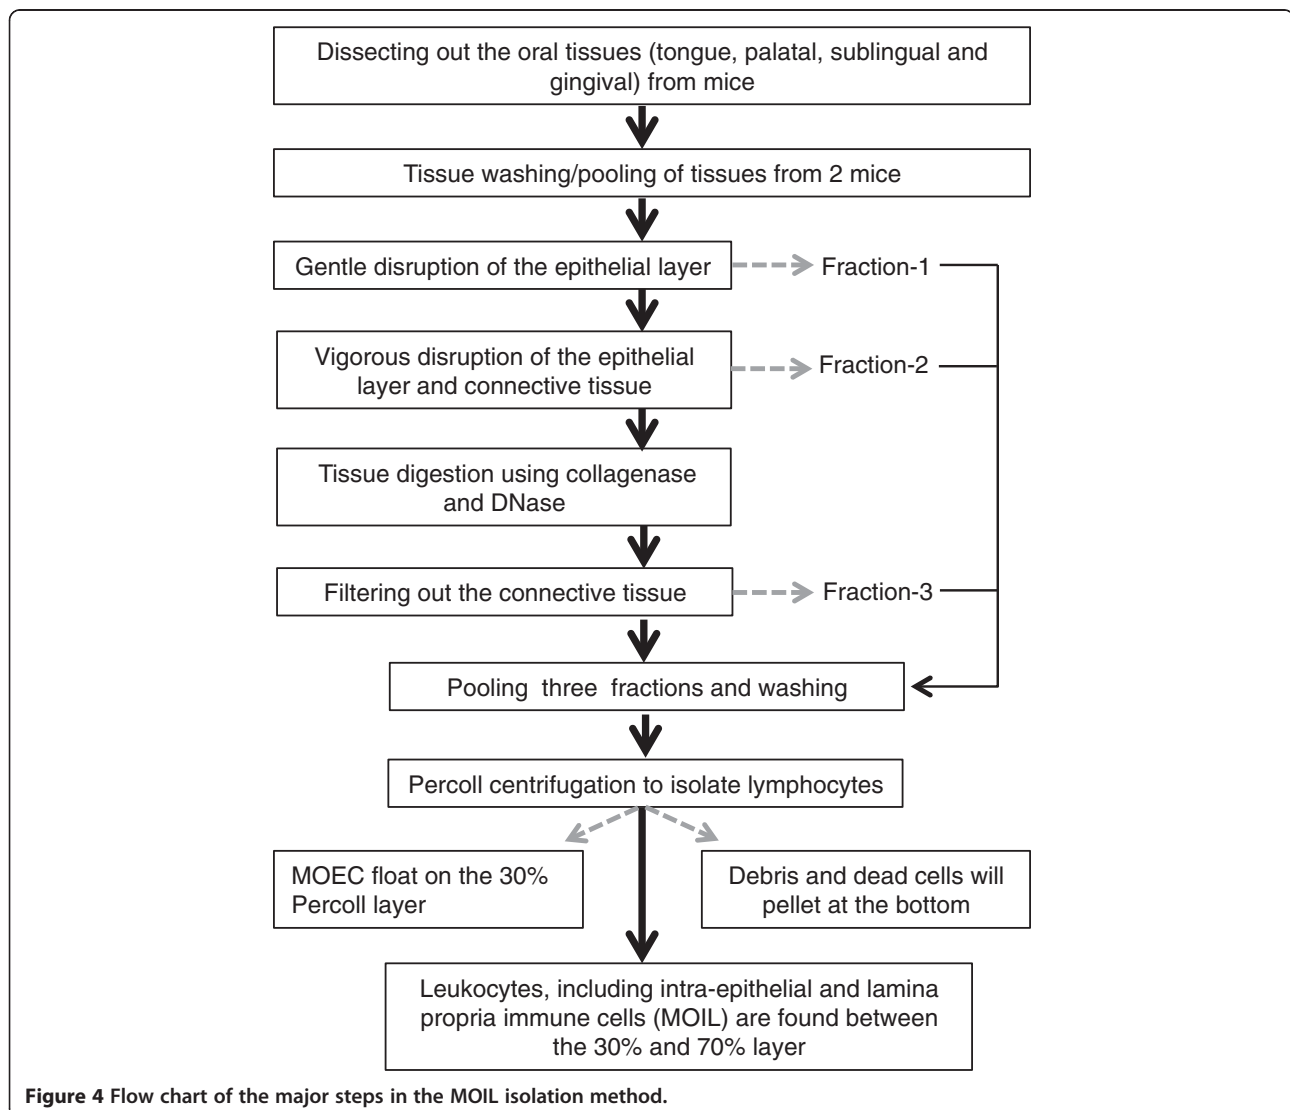 Dissecting out the oral tissues (tongue, palatal, sublingual and
gingival) from mice
Tissue washing/pooling of tissues from 2 mice
Gentle disruption of the epithelial layer
Fraction-1
Vigorous disruption of the epithelial
layer and connective tissue
Fraction-2
Tissue digestion using collagenase
and DNase
Filtering out the connective tissue
Fraction-3
Pooling three fractions and washing
Percoll centrifugation to isolate lymphocytes
MOEC float on the 30%
Percoll layer
Debris and dead cells will
pellet at the bottom
Leukocytes, including intra-epithelial and lamina
propria immune cells (MOIL) are found between
the 30% and 70% layer
Figure 4 Flow chart of the major steps in the MOIL isolation method.